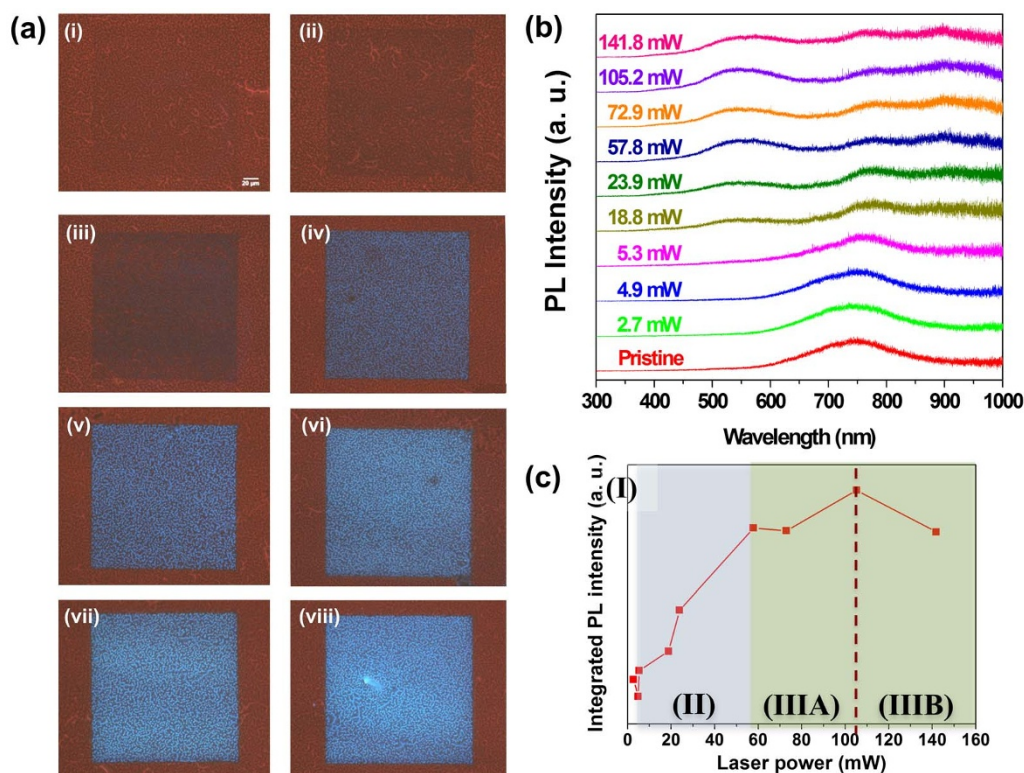 (a)
(i)
(ii)
20 µm
(iii)
(iv)
(v)
(vi)
(vii)
(viii)
(b)
PL Intensity (a. u.)
141.8 mW
105.2 mW
72.9 mW
57.8 mW
23.9 mW
18.8 mW
5.3 mW
4.9 mW
2.7 mW
Pristine
300 400 500 600 700 800 900 1000
Wavelength (nm)
(c)
Integrated PL intensity (a. u.)
(I)
(II)
(IIIA)
(IIIB)
0 20 40 60 80 100 120 140 160
Laser power (mW)